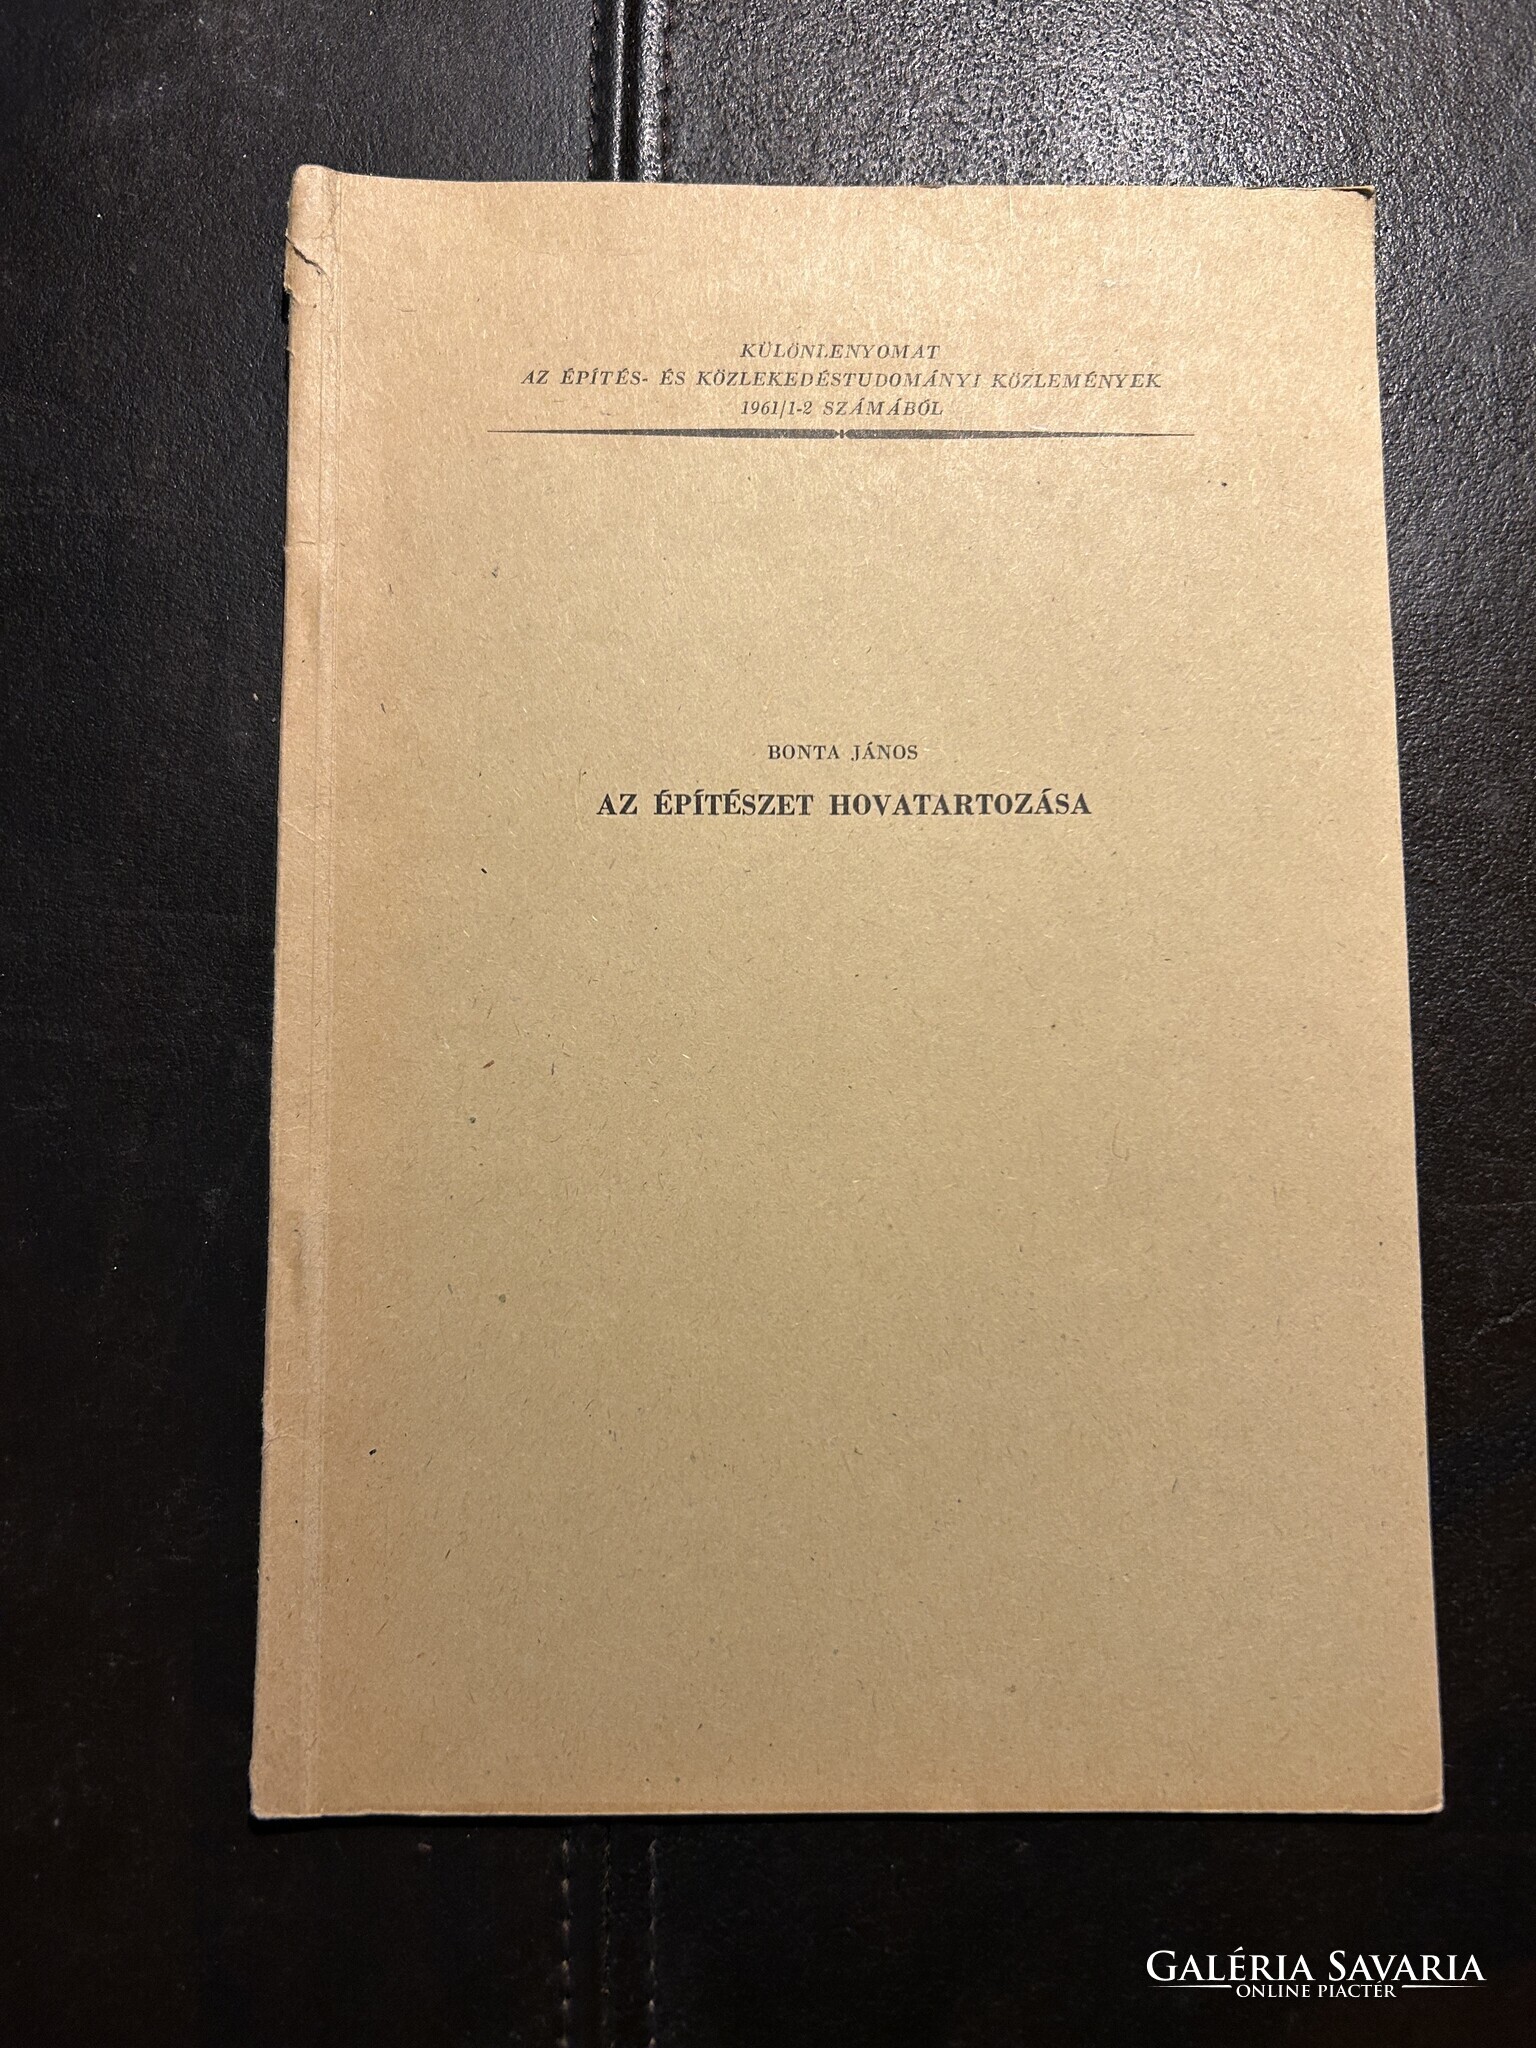 KÜLÖNLENYOMAT
AZ ÉPÍTÉS- ÉS KÖZLEKEDÉSTUDOMÁNYI KÖZLEMÉNYEK
1961/1-2 SZÁMÁBÓL
BONTA JÁNOS
AZ ÉPÍTÉSZET HOVATARTOZÁSA
GALÉRIA SAVARIA
ONLINE PIACTÉR